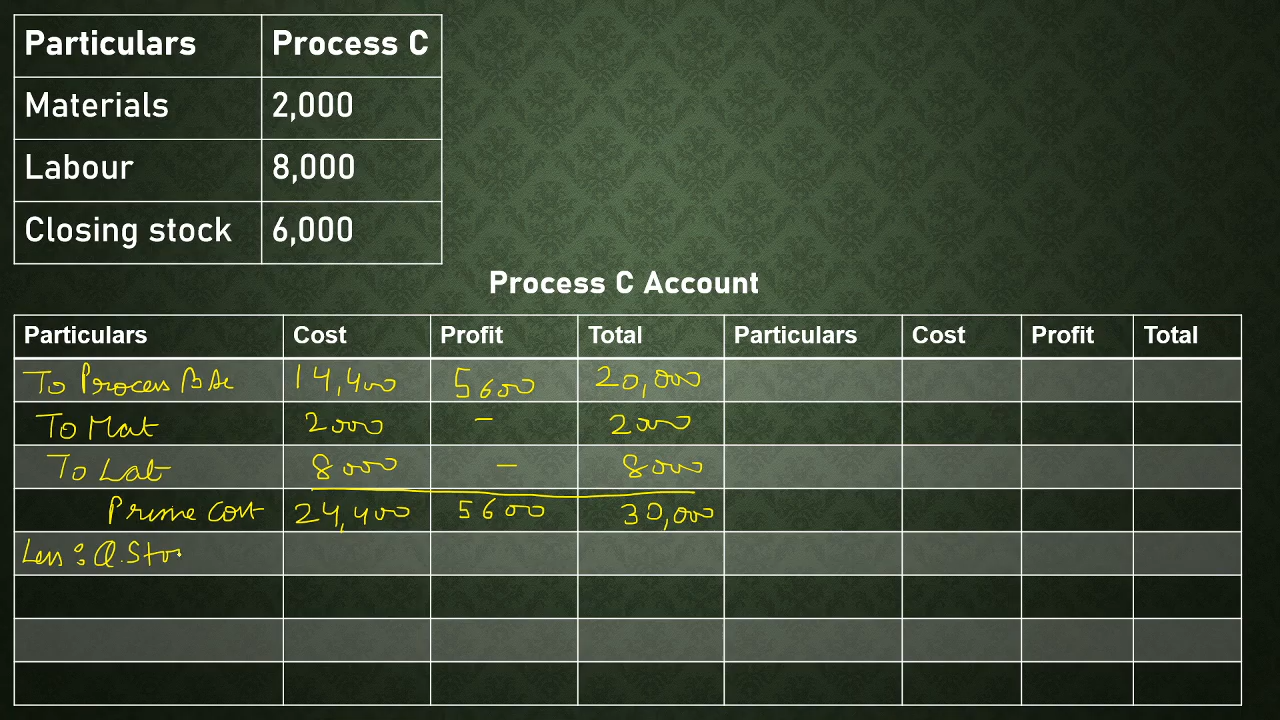 Particulars Process C
Materials 2,000
Labour 8,000
Closing stock 6,000
Process C Account
Particulars Cost Profit Total Particulars Cost Profit Total
To Process B A/c 14,400 5600 20,000
To Mat 2000 - 2000
To Lab 8000 - 8000
Prime Cost 24,400 5600 30,000
Less : Cl. Sto